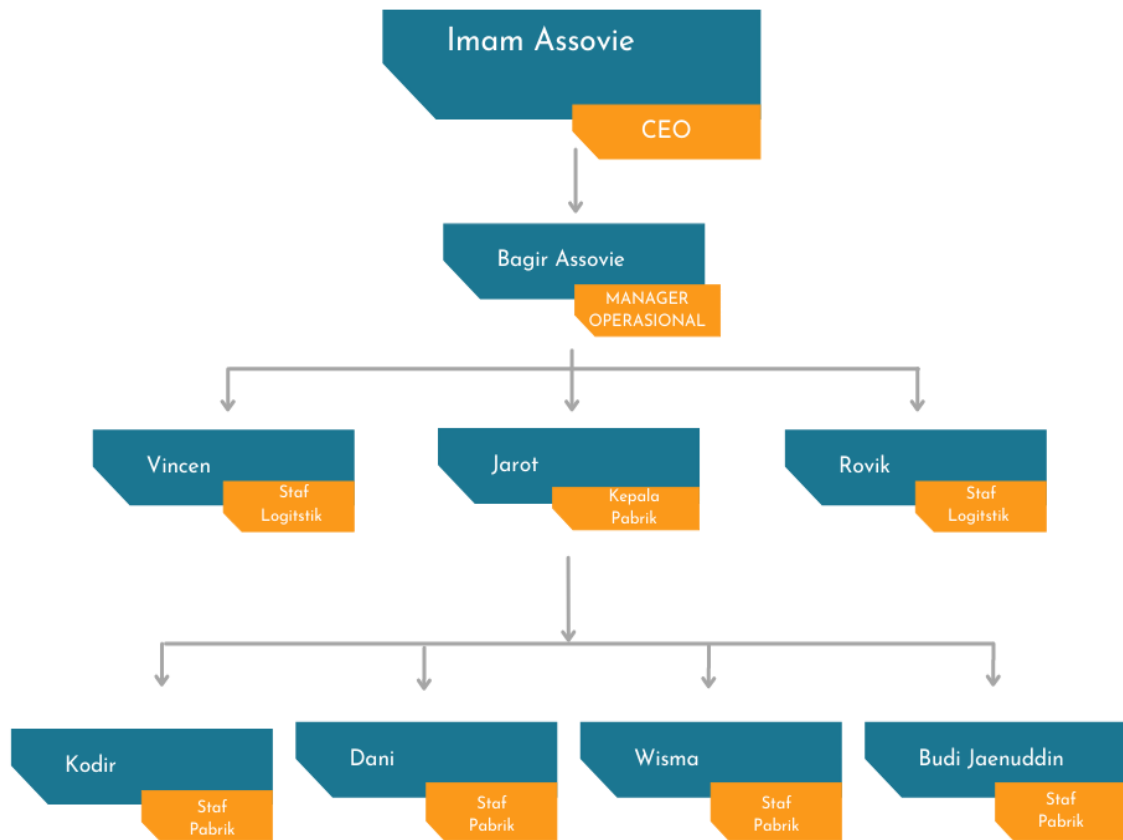 Imam Assovie
CEO
Bagir Assovie
MANAGER
OPERASIONAL
Vincen
Staf
Logitstik
Jarot
Kepala
Pabrik
Rovik
Staf
Logitstik
Kodir
Staf
Pabrik
Dani
Staf
Pabrik
Wisma
Staf
Pabrik
Budi Jaenuddin
Staf
Pabrik